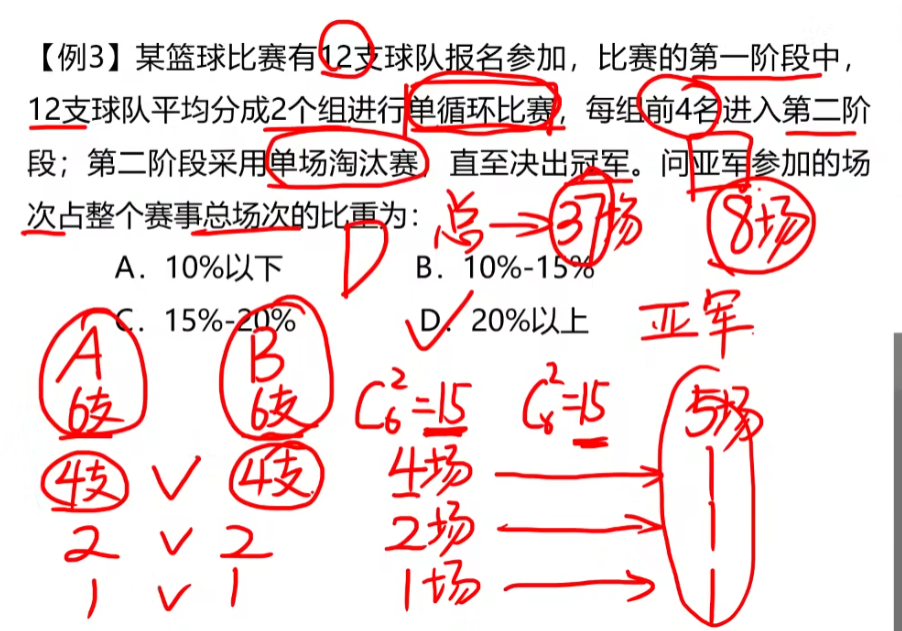 【例3】某篮球比赛有12支球队报名参加，比赛的第一阶段中，
12支球队平均分成2个组进行单循环比赛，每组前4名进入第二阶
段；第二阶段采用单场淘汰赛，直至决出冠军。问亚军参加的场
次占整个赛事总场次的比重为：
总→37场 8场
D
A．10%以下 B．10%-15%
C．15%-20% D．20%以上
亚军
A B
6支 6支 C₆²=15 C₆²=15 5场
4支 ∨ 4支 4场 → 1
2 ∨ 2 2场 → 1
1 ∨ 1 1场 → 1